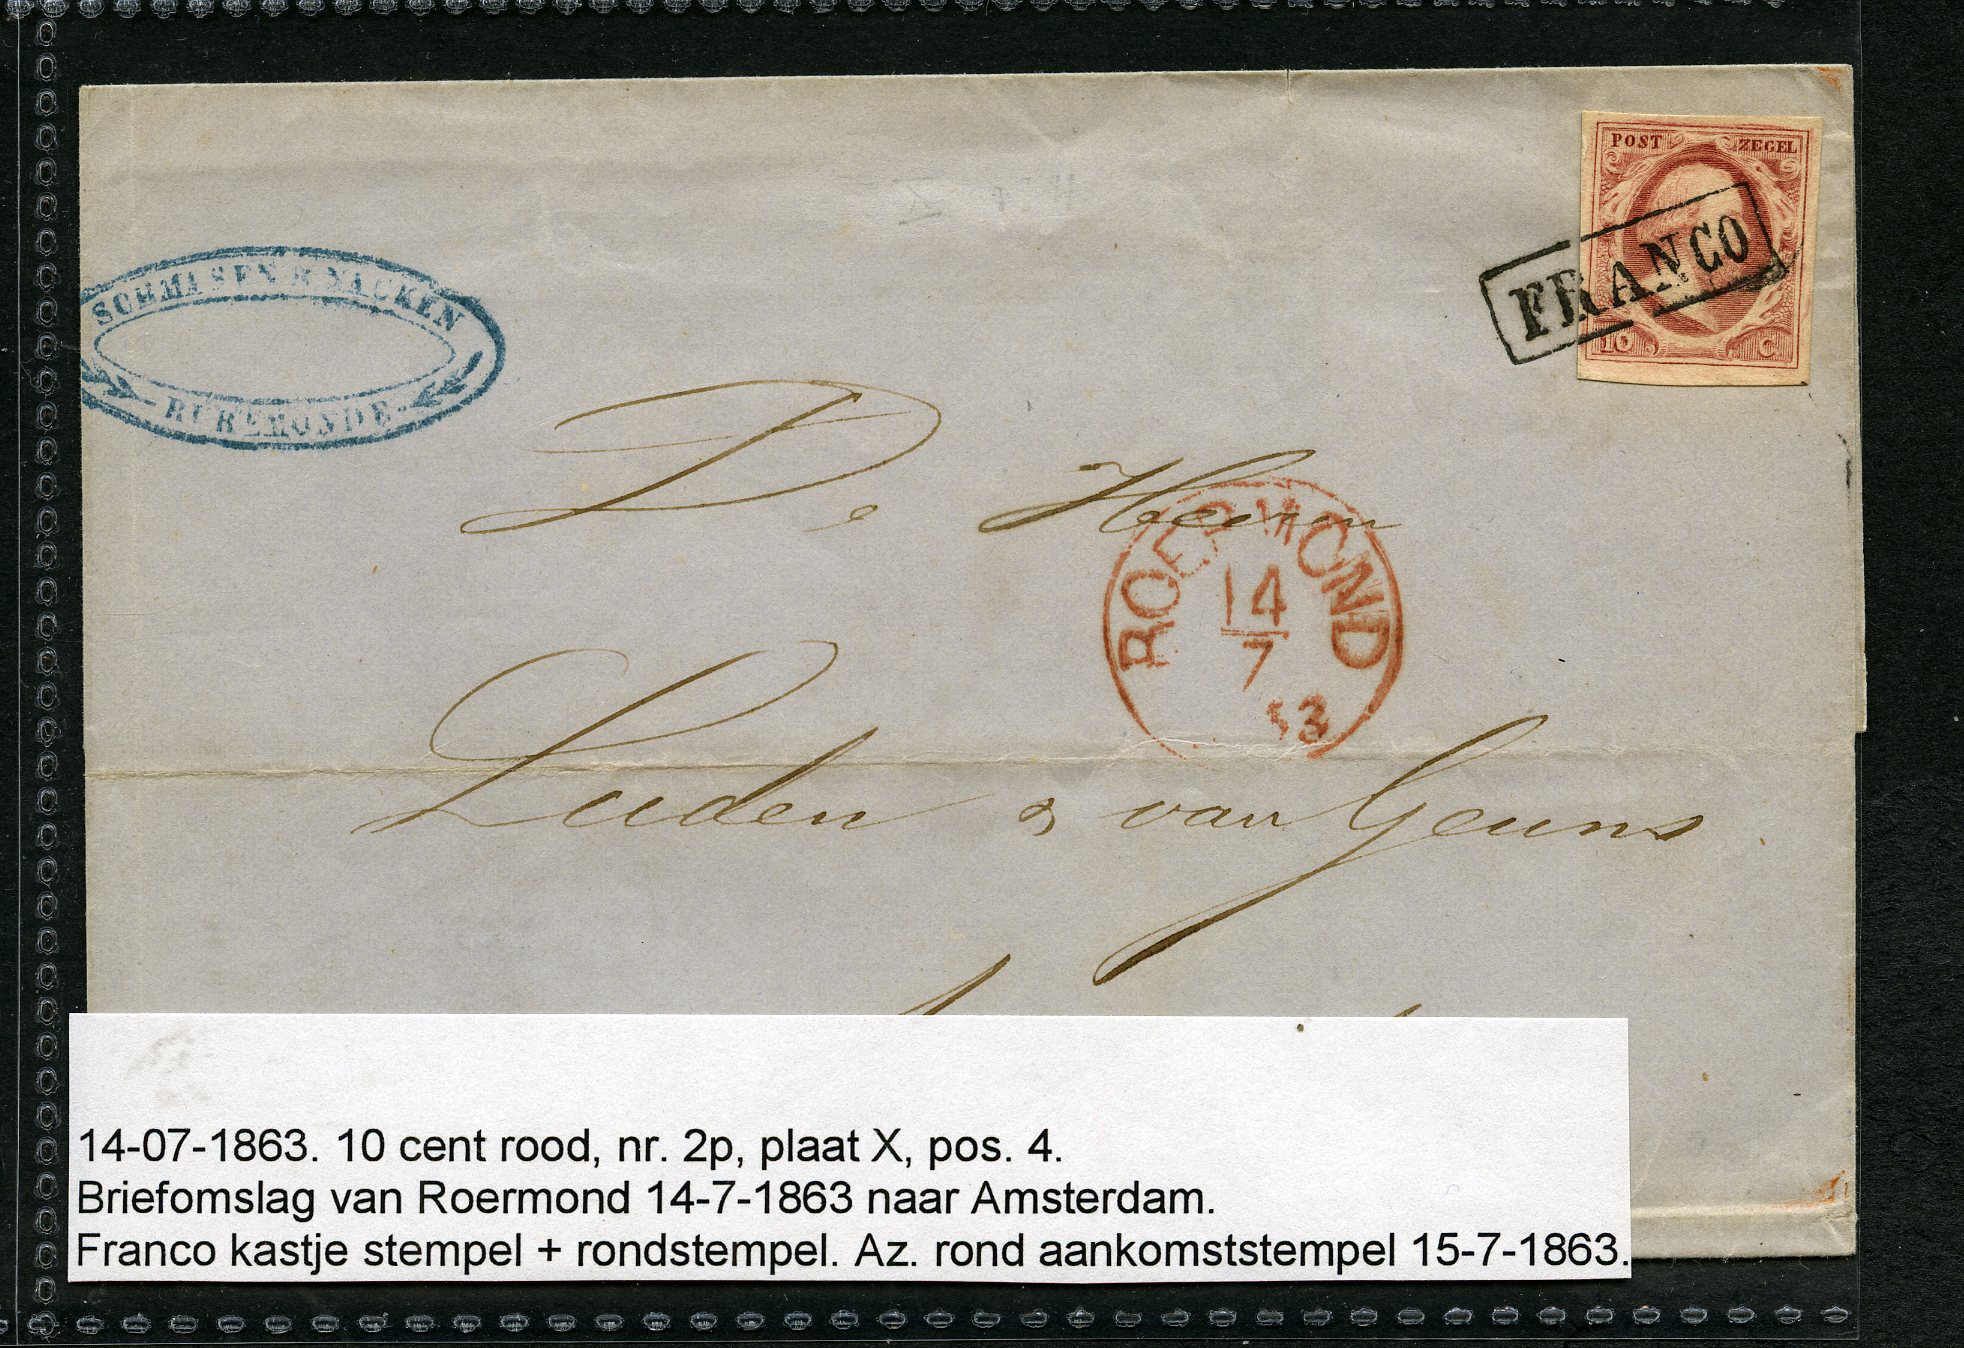 POST ZEGEL
FRANCO
10 C
SCHMASEN & NACKEN
RUREMONDE
De Heeren
ROERMOND
14
7
Luden & van Geuns
14-07-1863. 10 cent rood, nr. 2p, plaat X, pos. 4.
Briefomslag van Roermond 14-7-1863 naar Amsterdam.
Franco kastje stempel + rondstempel. Az. rond aankomststempel 15-7-1863.